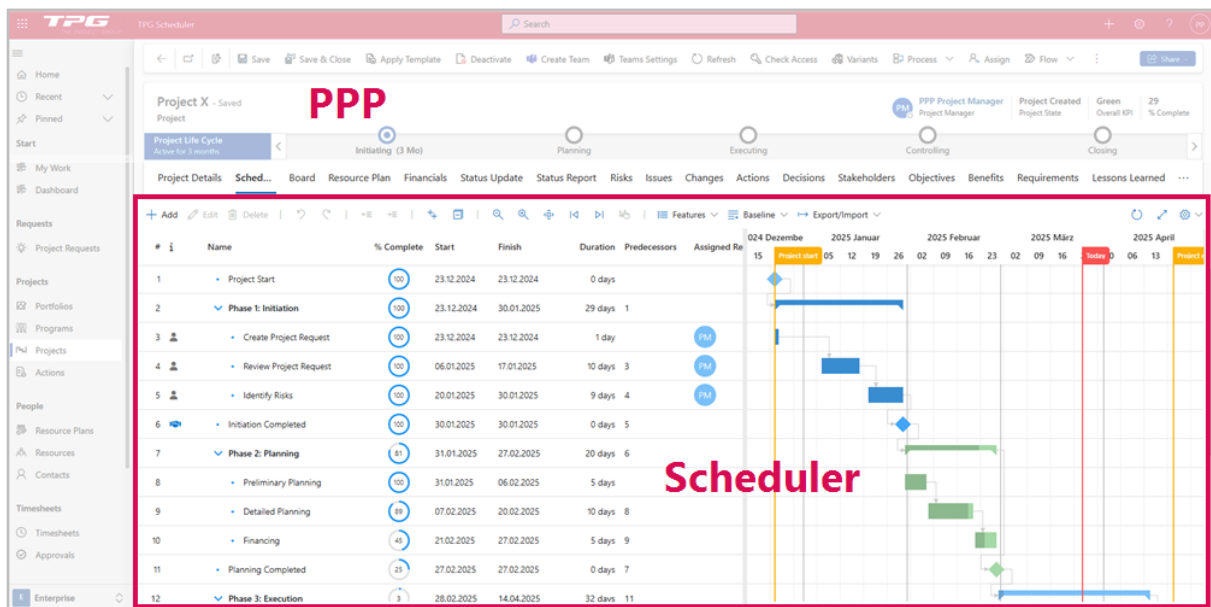 TPG TPG Scheduler Search PP
THE PROJECT GROUP
Save Save & Close Apply Template Deactivate Create Team Teams Settings Refresh Check Access Variants Process Assign Flow Share
Home
Recent
Pinned
Start
My Work
Dashboard
Requests
Project Requests
Projects
Portfolios
Programs
Projects
Actions
People
Resource Plans
Resources
Contacts
Timesheets
Timesheets
Approvals
E Enterprise
Project X - Saved
Project
PPP
PM PPP Project Manager Project Created Green 29
Project Manager Project State Overall KPI % Complete
Project Life Cycle
Active for 3 months
Initiating (3 Mo) Planning Executing Controlling Closing
Project Details Sched... Board Resource Plan Financials Status Update Status Report Risks Issues Changes Actions Decisions Stakeholders Objectives Benefits Requirements Lessons Learned ...
Add Edit Delete Features Baseline Export/Import
# i Name % Complete Start Finish Duration Predecessors Assigned Re
024 Dezembe 2025 Januar 2025 Februar 2025 März 2025 April
15 Project start 05 12 19 26 02 09 16 23 02 09 16 Today 0 06 13 Project
1 Project Start 100 23.12.2024 23.12.2024 0 days
2 Phase 1: Initiation 100 23.12.2024 30.01.2025 29 days 1
3 Create Project Request 100 23.12.2024 23.12.2024 1 day PM
4 Review Project Request 100 06.01.2025 17.01.2025 10 days 3 PM
5 Identify Risks 100 20.01.2025 30.01.2025 9 days 4 PM
6 Initiation Completed 100 30.01.2025 30.01.2025 0 days 5
7 Phase 2: Planning 81 31.01.2025 27.02.2025 20 days 6
8 Preliminary Planning 100 31.01.2025 06.02.2025 5 days
9 Detailed Planning 89 07.02.2025 20.02.2025 10 days 8
10 Financing 45 21.02.2025 27.02.2025 5 days 9
11 Planning Completed 25 27.02.2025 27.02.2025 0 days 7
12 Phase 3: Execution 3 28.02.2025 14.04.2025 32 days 11
Scheduler